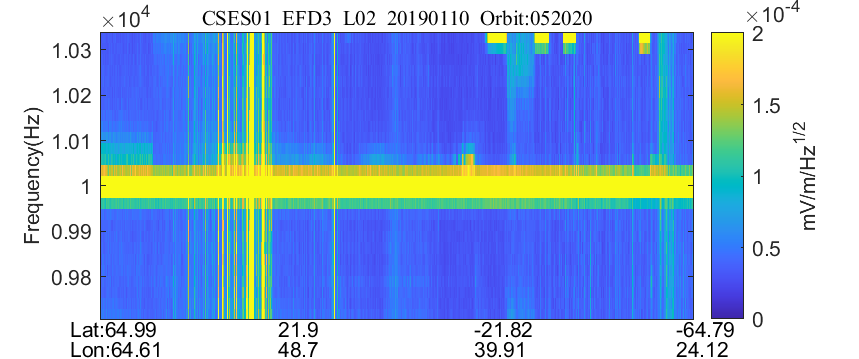 ×10⁴ CSES01 EFD3 L02 20190110 Orbit:052020 ×10⁻⁴
1.03
1.02
1.01
1
0.99
0.98
Frequency(Hz)
2
1.5
1
0.5
0
mV/m/Hz^1/2
Lat:64.99 21.9 -21.82 -64.79
Lon:64.61 48.7 39.91 24.12